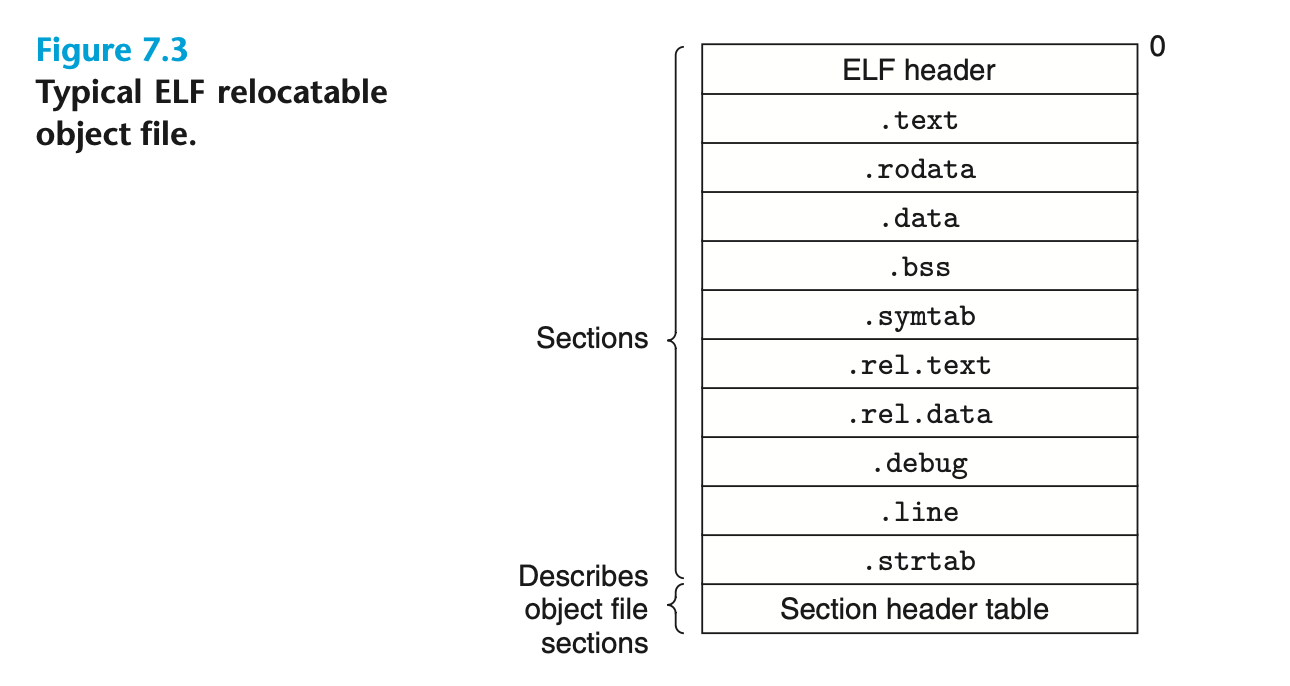 Figure 7.3
Typical ELF relocatable
object file.
0
ELF header
.text
.rodata
.data
.bss
.symtab
.rel.text
.rel.data
.debug
.line
.strtab
Section header table
Sections
Describes
object file
sections